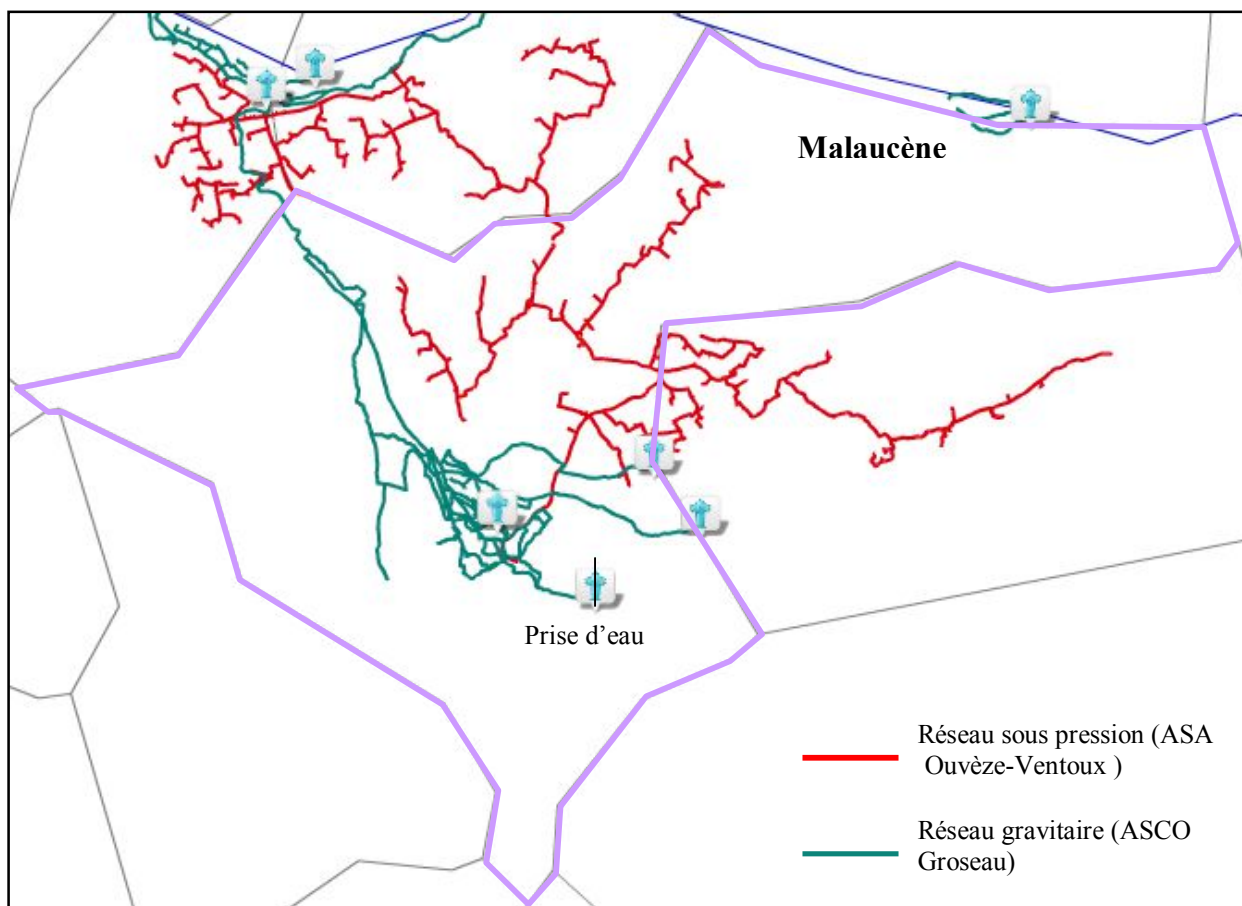 Malaucène
Prise d'eau
Réseau sous pression (ASA
Ouvèze-Ventoux )
Réseau gravitaire (ASCO
Groseau)